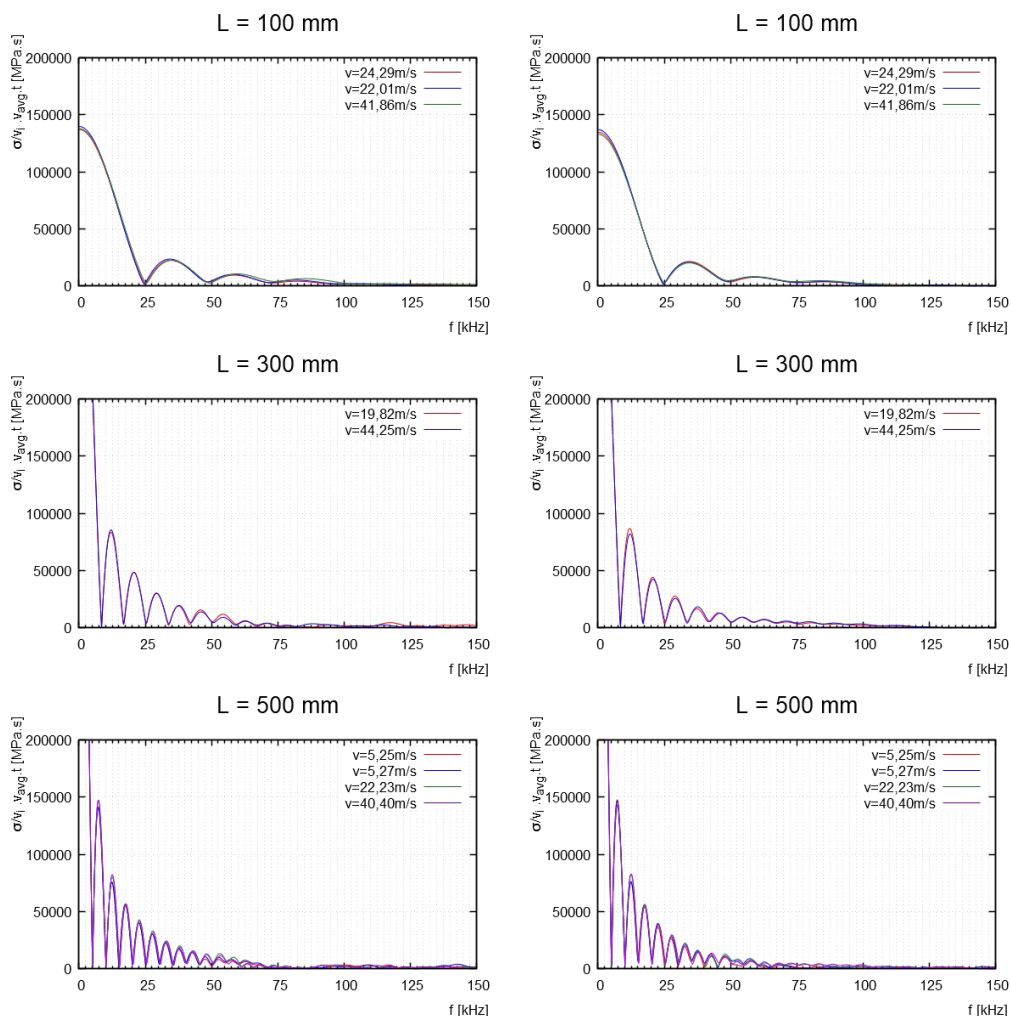 L = 100 mm
200000
150000
100000
50000
0
σ/vᵢ .vavg.t [MPa.s]
v=24,29m/s
v=22,01m/s
v=41,86m/s
0 25 50 75 100 125 150
f [kHz]
L = 100 mm
200000
150000
100000
50000
0
σ/vᵢ .vavg.t [MPa.s]
v=24,29m/s
v=22,01m/s
v=41,86m/s
0 25 50 75 100 125 150
f [kHz]
L = 300 mm
200000
150000
100000
50000
0
σ/vᵢ .vavg.t [MPa.s]
v=19,82m/s
v=44,25m/s
0 25 50 75 100 125 150
f [kHz]
L = 300 mm
200000
150000
100000
50000
0
σ/vᵢ .vavg.t [MPa.s]
v=19,82m/s
v=44,25m/s
0 25 50 75 100 125 150
f [kHz]
L = 500 mm
200000
150000
100000
50000
0
σ/vᵢ .vavg.t [MPa.s]
v=5,25m/s
v=5,27m/s
v=22,23m/s
v=40,40m/s
0 25 50 75 100 125 150
f [kHz]
L = 500 mm
200000
150000
100000
50000
0
σ/vᵢ .vavg.t [MPa.s]
v=5,25m/s
v=5,27m/s
v=22,23m/s
v=40,40m/s
0 25 50 75 100 125 150
f [kHz]